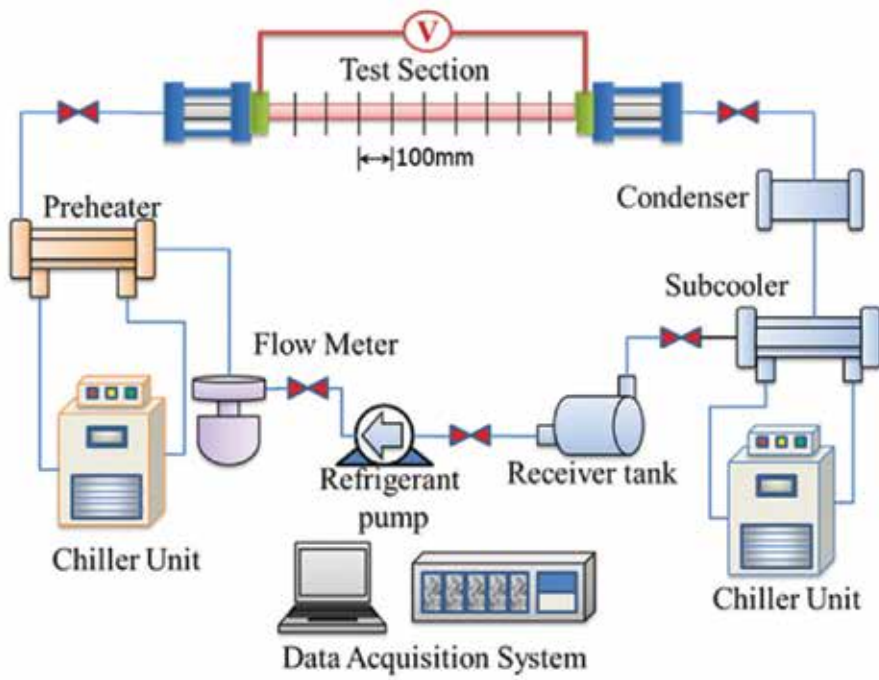 V
Test Section
100mm
Preheater
Condenser
Subcooler
Flow Meter
Refrigerant
pump
Receiver tank
Chiller Unit
Chiller Unit
Data Acquisition System